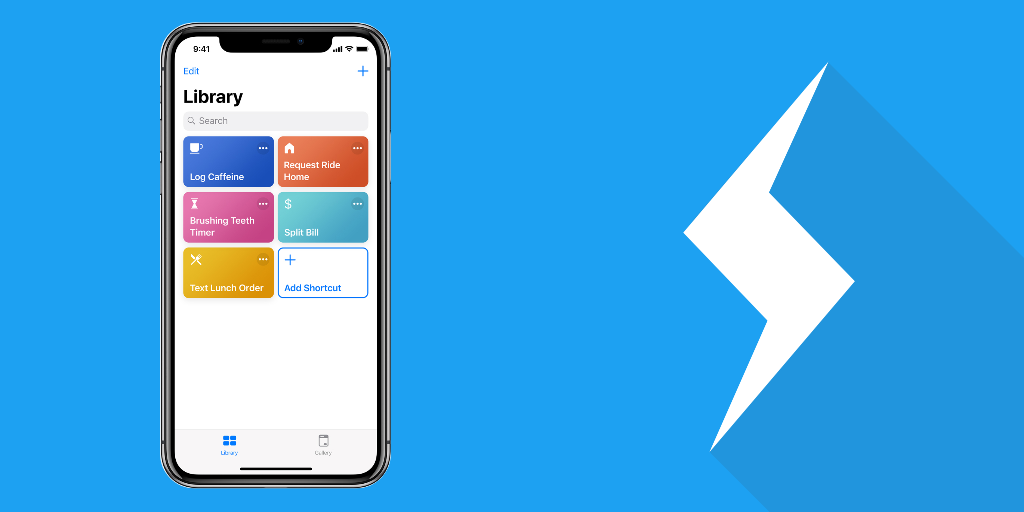 9:41
Edit
Library
Search
Log Caffeine
Request Ride
Home
Brushing Teeth
Timer
$
Split Bill
Text Lunch Order
Add Shortcut
Library
Gallery